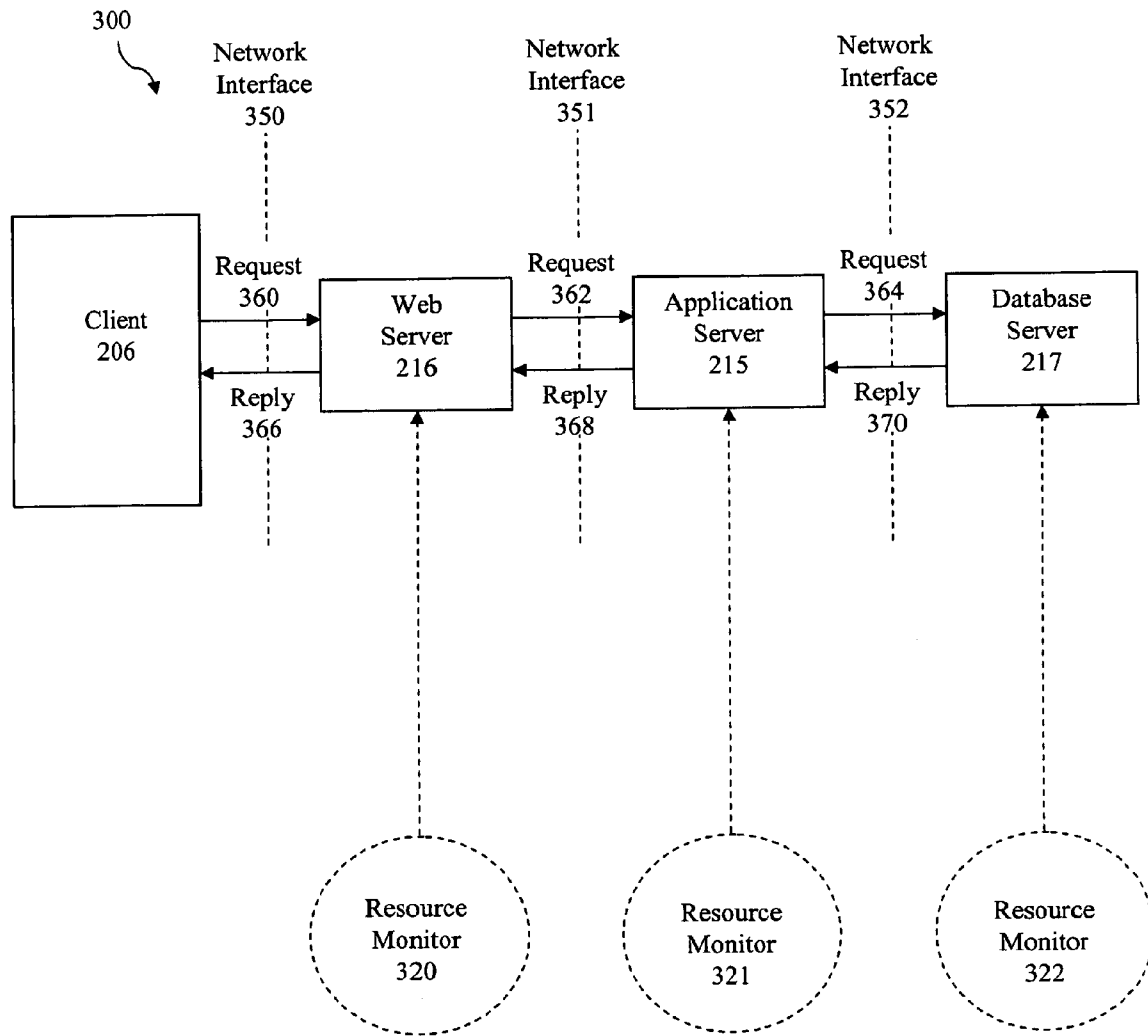 300
Network
Interface
350
Network
Interface
351
Network
Interface
352
Client
206
Request
360
Web
Server
216
Reply
366
Request
362
Application
Server
215
Reply
368
Request
364
Database
Server
217
Reply
370
Resource
Monitor
320
Resource
Monitor
321
Resource
Monitor
322